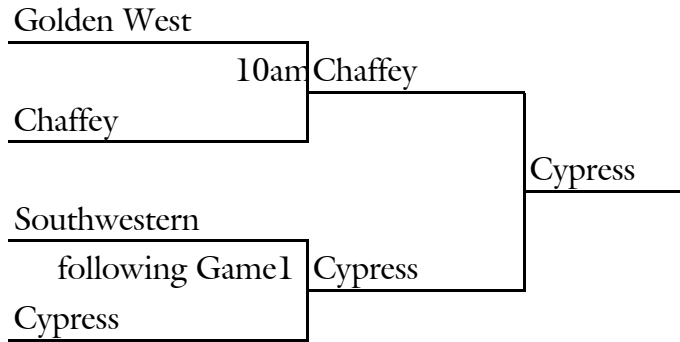 Golden West
10am Chaffey
Chaffey
Cypress
Southwestern
following Game1 Cypress
Cypress